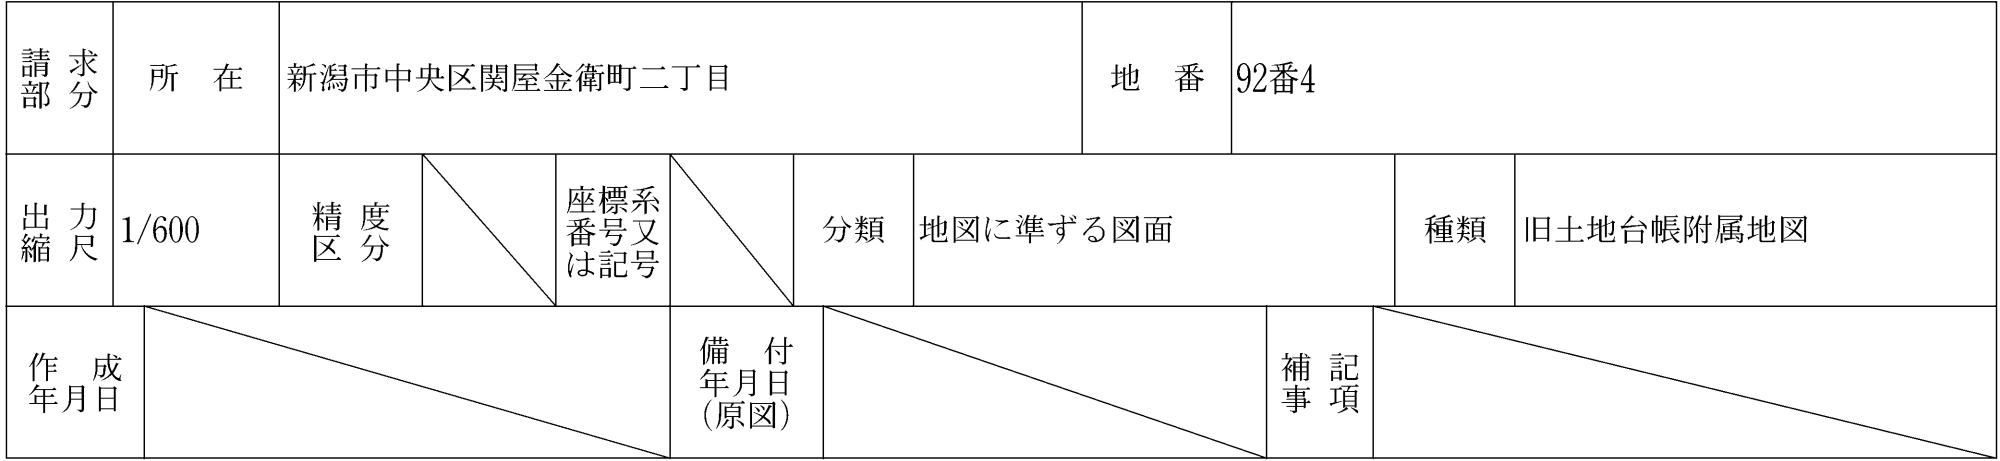 請求部分
所在
新潟市中央区関屋金衛町二丁目
地番
92番4
出力縮尺
1/600
精度区分
座標系番号又は記号
分類
地図に準ずる図面
種類
旧土地台帳附属地図
作成年月日
備付年月日(原図)
補記事項